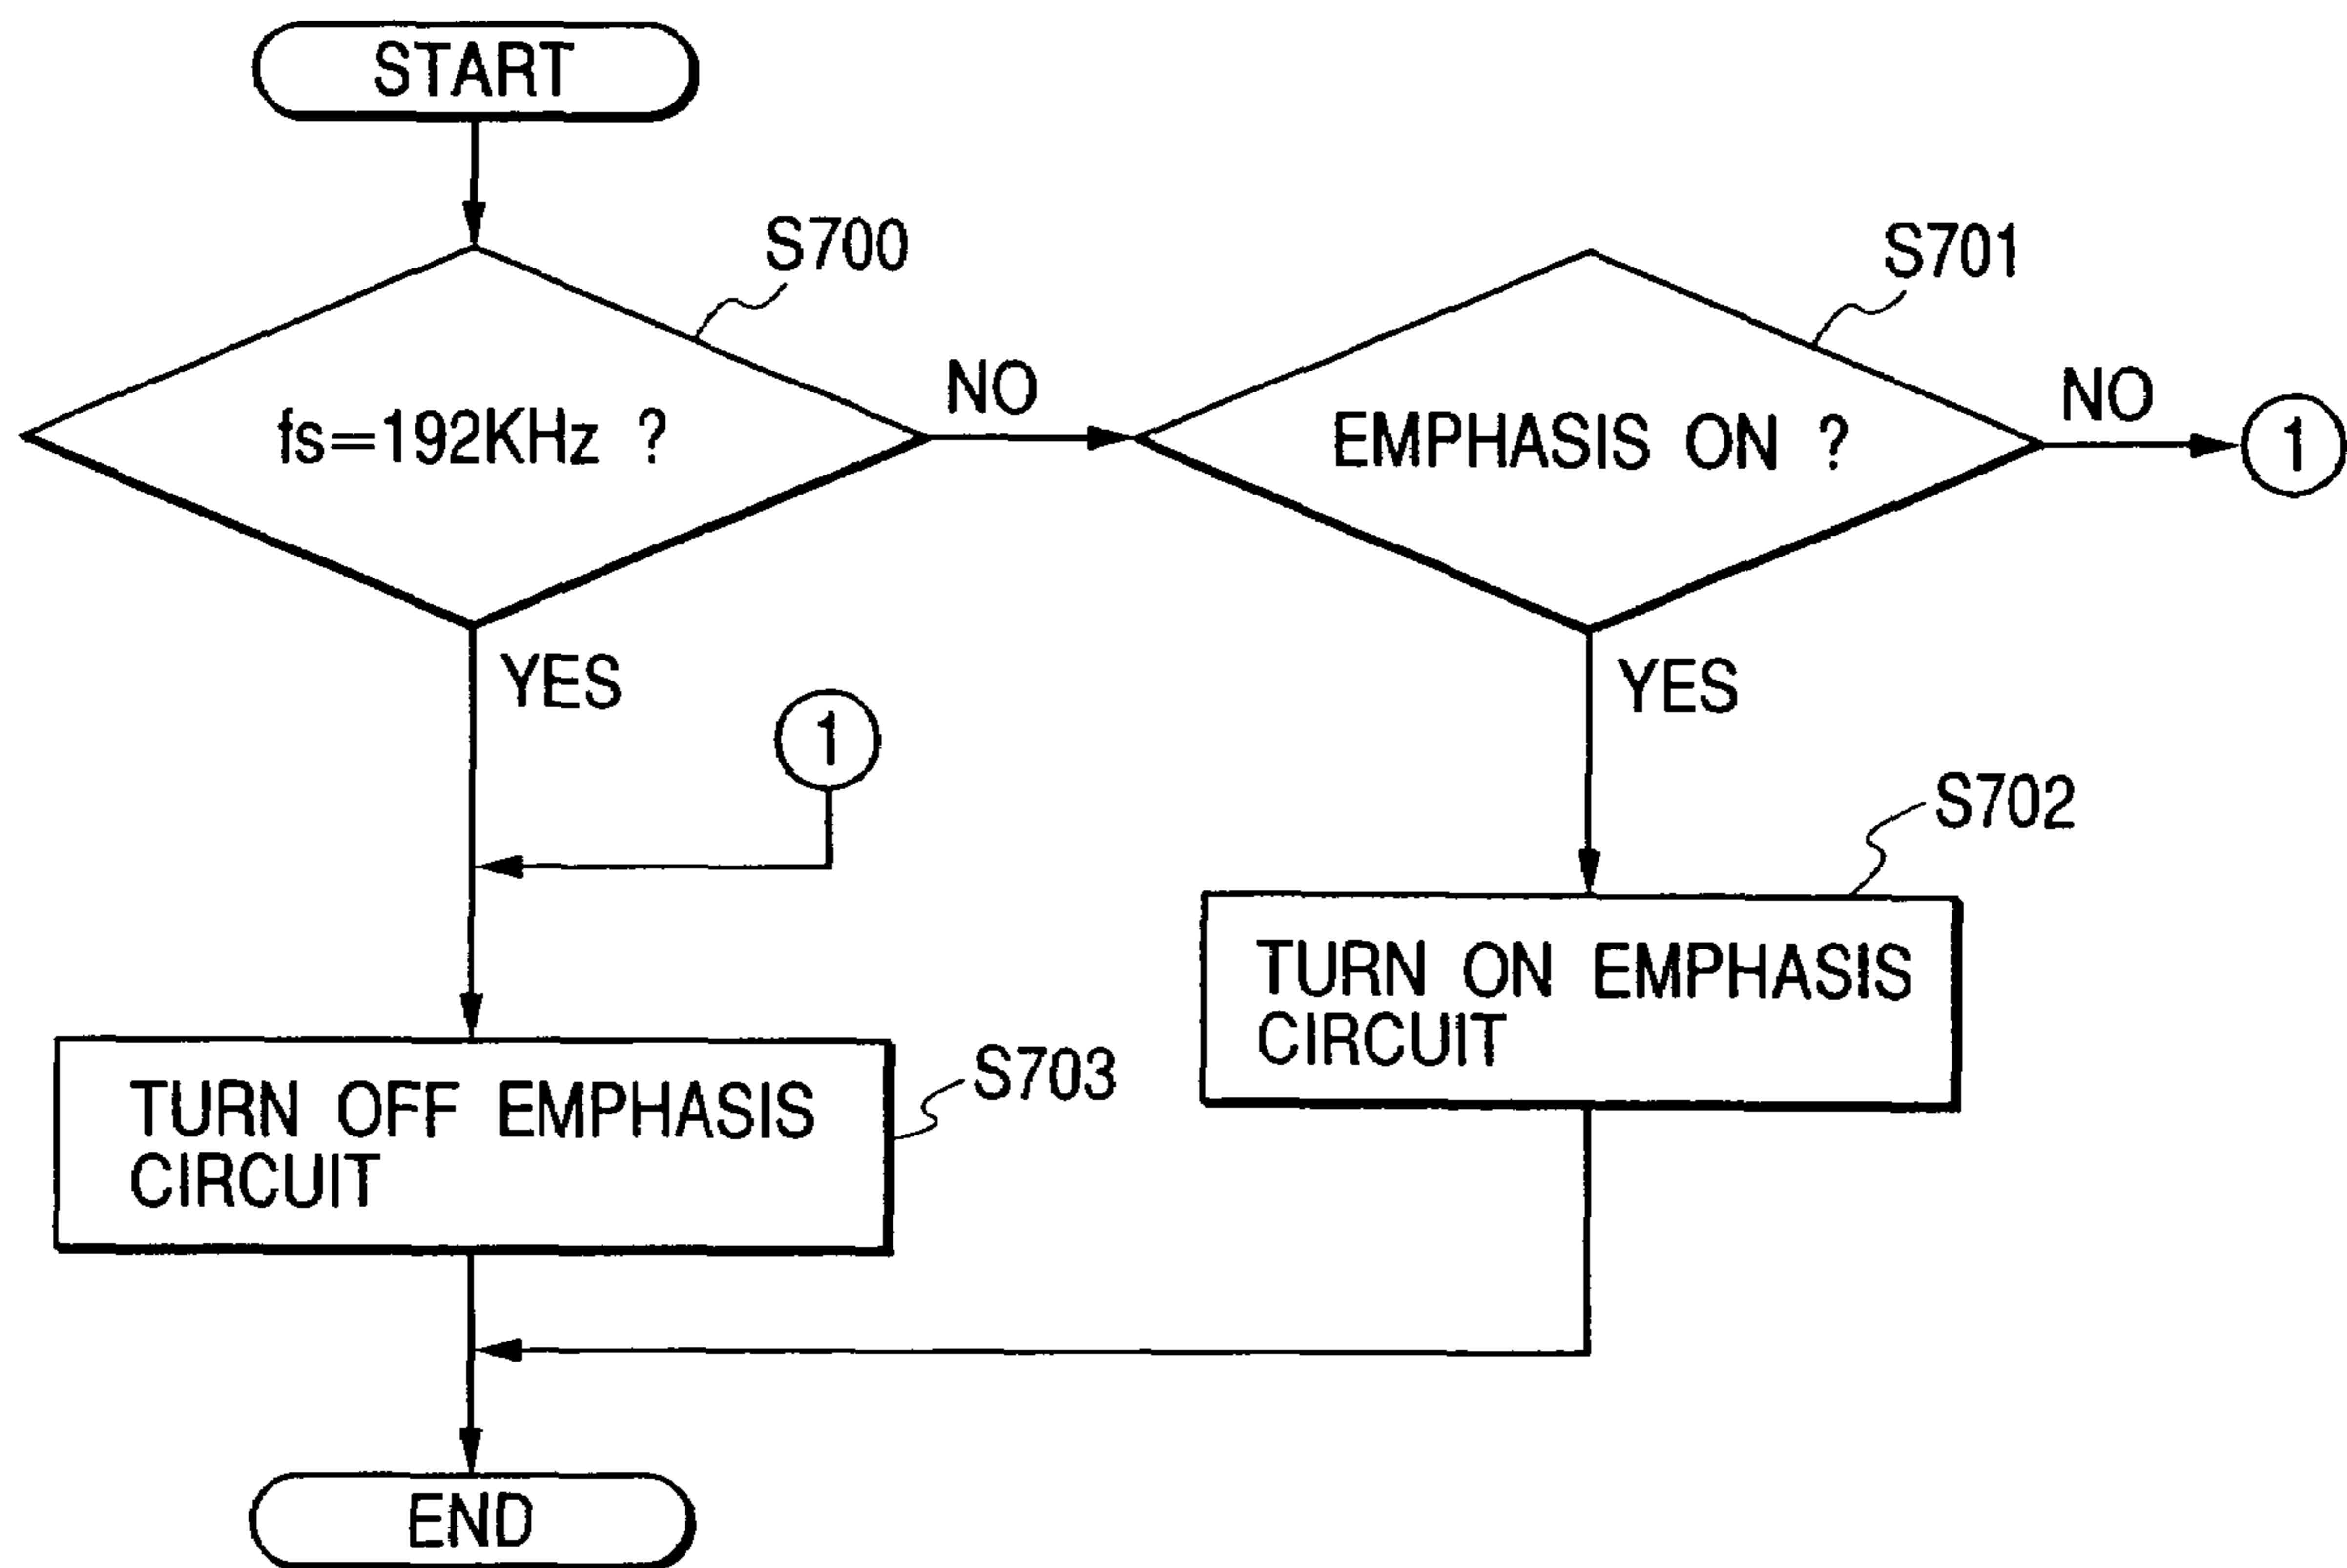 START
S700
fs=192KHz ?
NO
S701
EMPHASIS ON ?
NO
1
YES
1
YES
S702
TURN ON EMPHASIS
CIRCUIT
TURN OFF EMPHASIS
CIRCUIT
S703
END